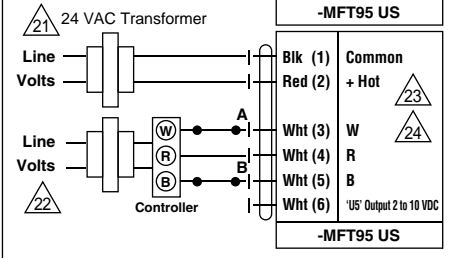 21 24 VAC Transformer
-MFT95 US
Line
Volts
Blk (1) Common
Red (2) + Hot
23
A
W
Wht (3) W
24
Line
Volts
R
Wht (4) R
B
B
Wht (5) B
22
Controller
Wht (6) 'U5' Output 2 to 10 VDC
-MFT95 US